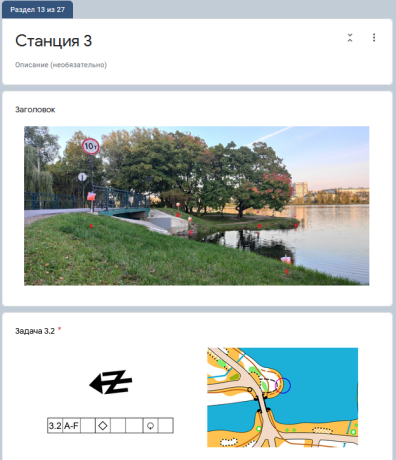 Раздел 13 из 27
Станция 3
Описание (необязательно)
Заголовок
10т
Задача 3.2 *
3.2 A-F